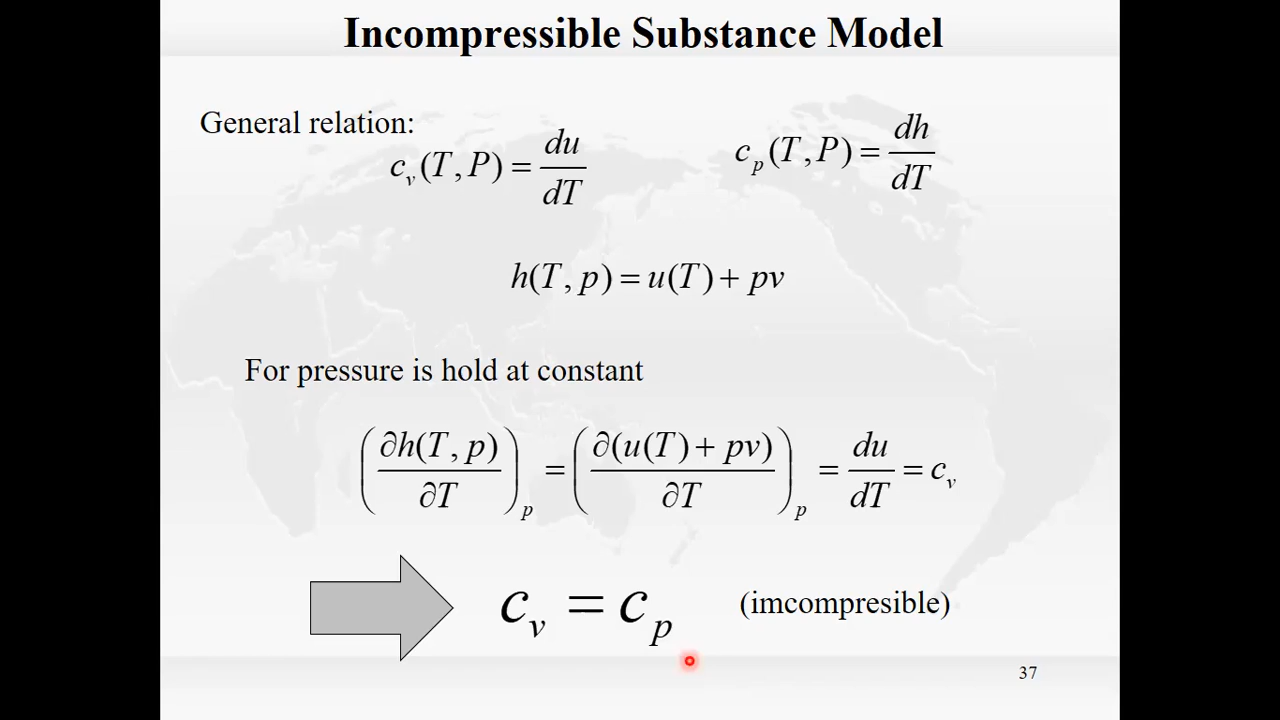 Incompressible Substance Model
General relation:
c_v(T, P) = du/dT
c_p(T, P) = dh/dT
h(T, p) = u(T) + pv
For pressure is hold at constant
(∂h(T, p)/∂T)_p = (∂(u(T) + pv)/∂T)_p = du/dT = c_v
c_v = c_p (imcompresible)
37